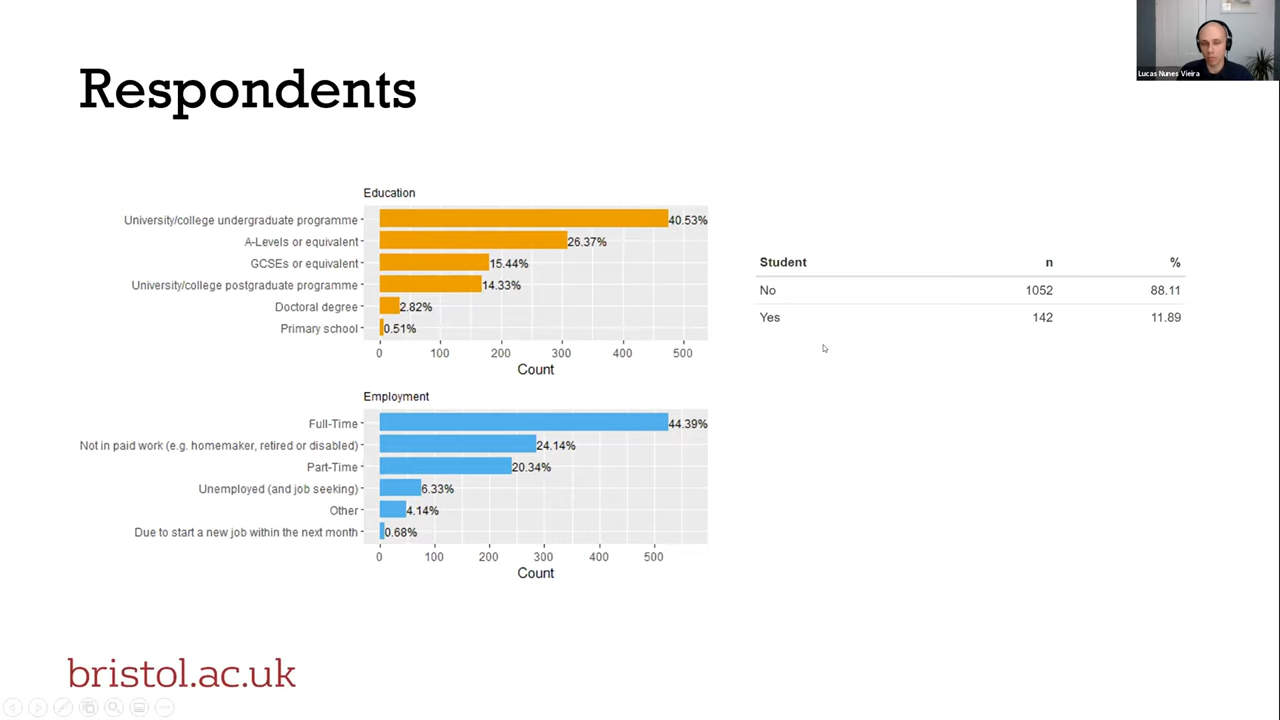 Lucas Nunes Vieira
Respondents
Education
University/college undergraduate programme 40.53%
A-Levels or equivalent 26.37%
GCSEs or equivalent 15.44%
University/college postgraduate programme 14.33%
Doctoral degree 2.82%
Primary school 0.51%
0 100 200 300 400 500
Count
Student n %
No 1052 88.11
Yes 142 11.89
Employment
Full-Time 44.39%
Not in paid work (e.g. homemaker, retired or disabled) 24.14%
Part-Time 20.34%
Unemployed (and job seeking) 6.33%
Other 4.14%
Due to start a new job within the next month 0.68%
0 100 200 300 400 500
Count
bristol.ac.uk